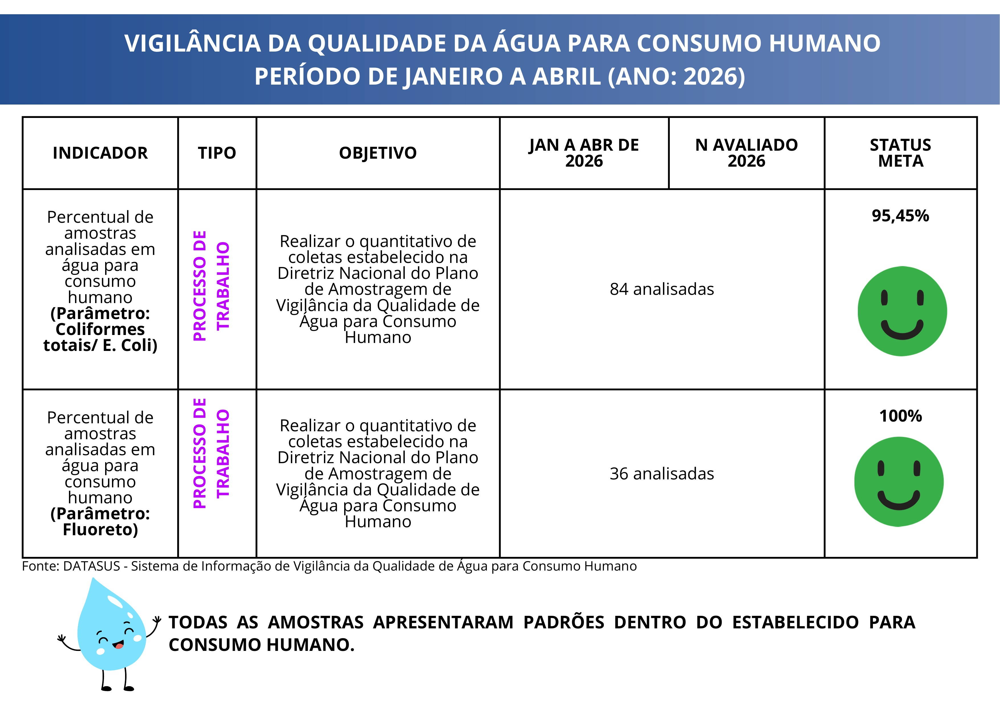 VIGILÂNCIA DA QUALIDADE DA ÁGUA PARA CONSUMO HUMANO
PERÍODO DE JANEIRO A ABRIL (ANO: 2026)
INDICADOR
TIPO
OBJETIVO
JAN A ABR DE
2026
N AVALIADO
2026
STATUS
META
Percentual de
amostras
analisadas em
água para
consumo
humano
(Parâmetro:
Coliformes
totais/ E. Coli)
PROCESSO DE
TRABALHO
Realizar o quantitativo de
coletas estabelecido na
Diretriz Nacional do Plano
de Amostragem de
Vigilância da Qualidade de
Água para Consumo
Humano
84 analisadas
95,45%
Percentual de
amostras
analisadas em
água para
consumo
humano
(Parâmetro:
Fluoreto)
PROCESSO DE
TRABALHO
Realizar o quantitativo de
coletas estabelecido na
Diretriz Nacional do Plano
de Amostragem de
Vigilância da Qualidade de
Água para Consumo
Humano
36 analisadas
100%
Fonte: DATASUS - Sistema de Informação de Vigilância da Qualidade de Água para Consumo Humano
TODAS AS AMOSTRAS APRESENTARAM PADRÕES DENTRO DO ESTABELECIDO PARA
CONSUMO HUMANO.